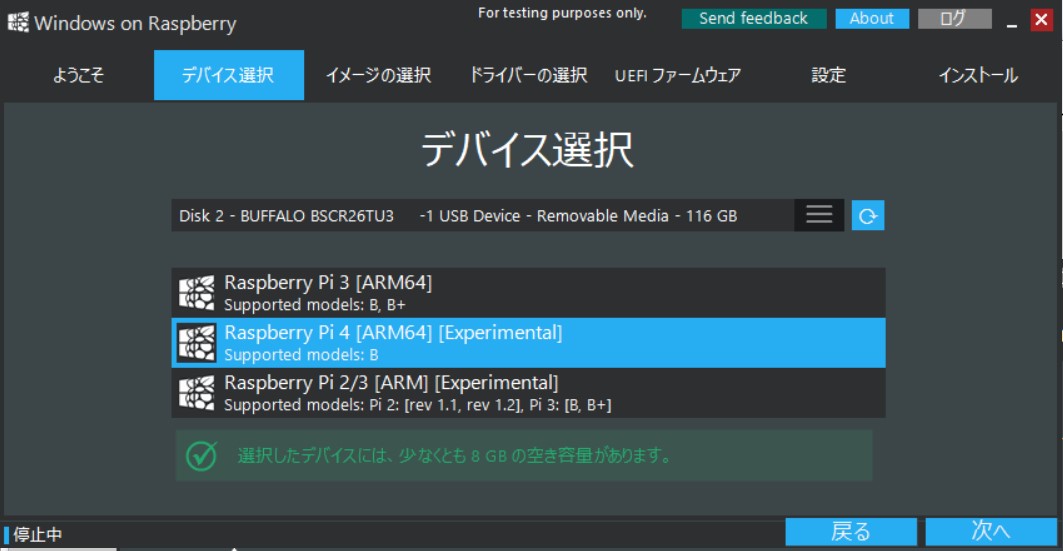 Windows on Raspberry
For testing purposes only.
Send feedback
About
ログ
ようこそ
デバイス選択
イメージの選択
ドライバーの選択
UEFI ファームウェア
設定
インストール
デバイス選択
Disk 2 - BUFFALO BSCR26TU3 -1 USB Device - Removable Media - 116 GB
Raspberry Pi 3 [ARM64]
Supported models: B, B+
Raspberry Pi 4 [ARM64] [Experimental]
Supported models: B
Raspberry Pi 2/3 [ARM] [Experimental]
Supported models: Pi 2: [rev 1.1, rev 1.2], Pi 3: [B, B+]
選択したデバイスには、少なくとも 8 GB の空き容量があります。
停止中
戻る
次へ